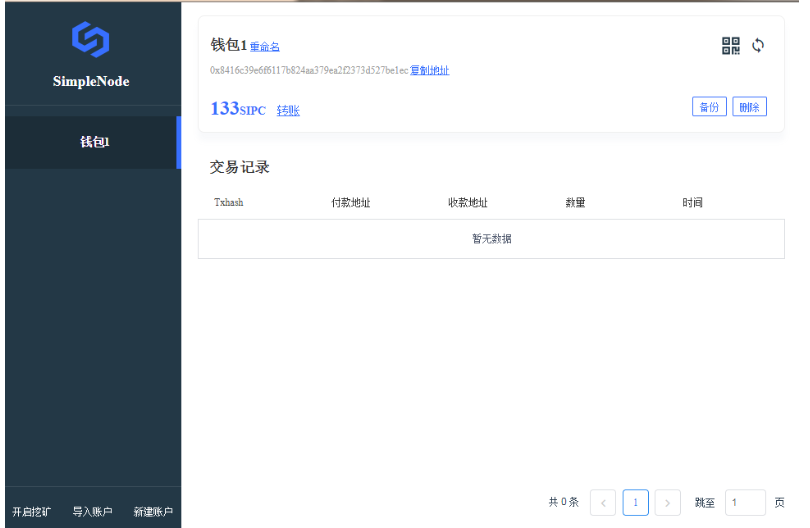 SimpleNode
钱包1
开启挖矿 导入账户 新建账户
钱包1 重命名
0x8416c39e6f6117b824aa379ea2f2373d527be1ec 复制地址
133SIPC 转账
备份 删除
交易记录
Txhash 付款地址 收款地址 数量 时间
暂无数据
共 0 条 < 1 > 跳至 1 页